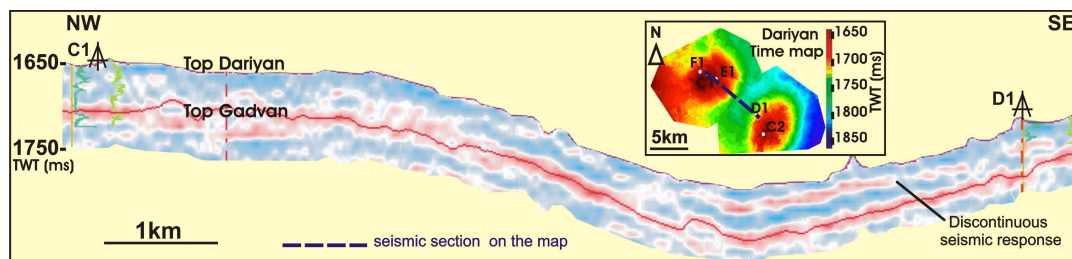 NW
SE
C1
1650
Top Dariyan
Top Gadvan
1750
TWT (ms)
1km
seismic section on the map
N
Dariyan
Time map
F1
E1
C1
D1
C2
5km
1650
1700
1750
1800
1850
TWT (ms)
D1
Discontinuous
seismic response